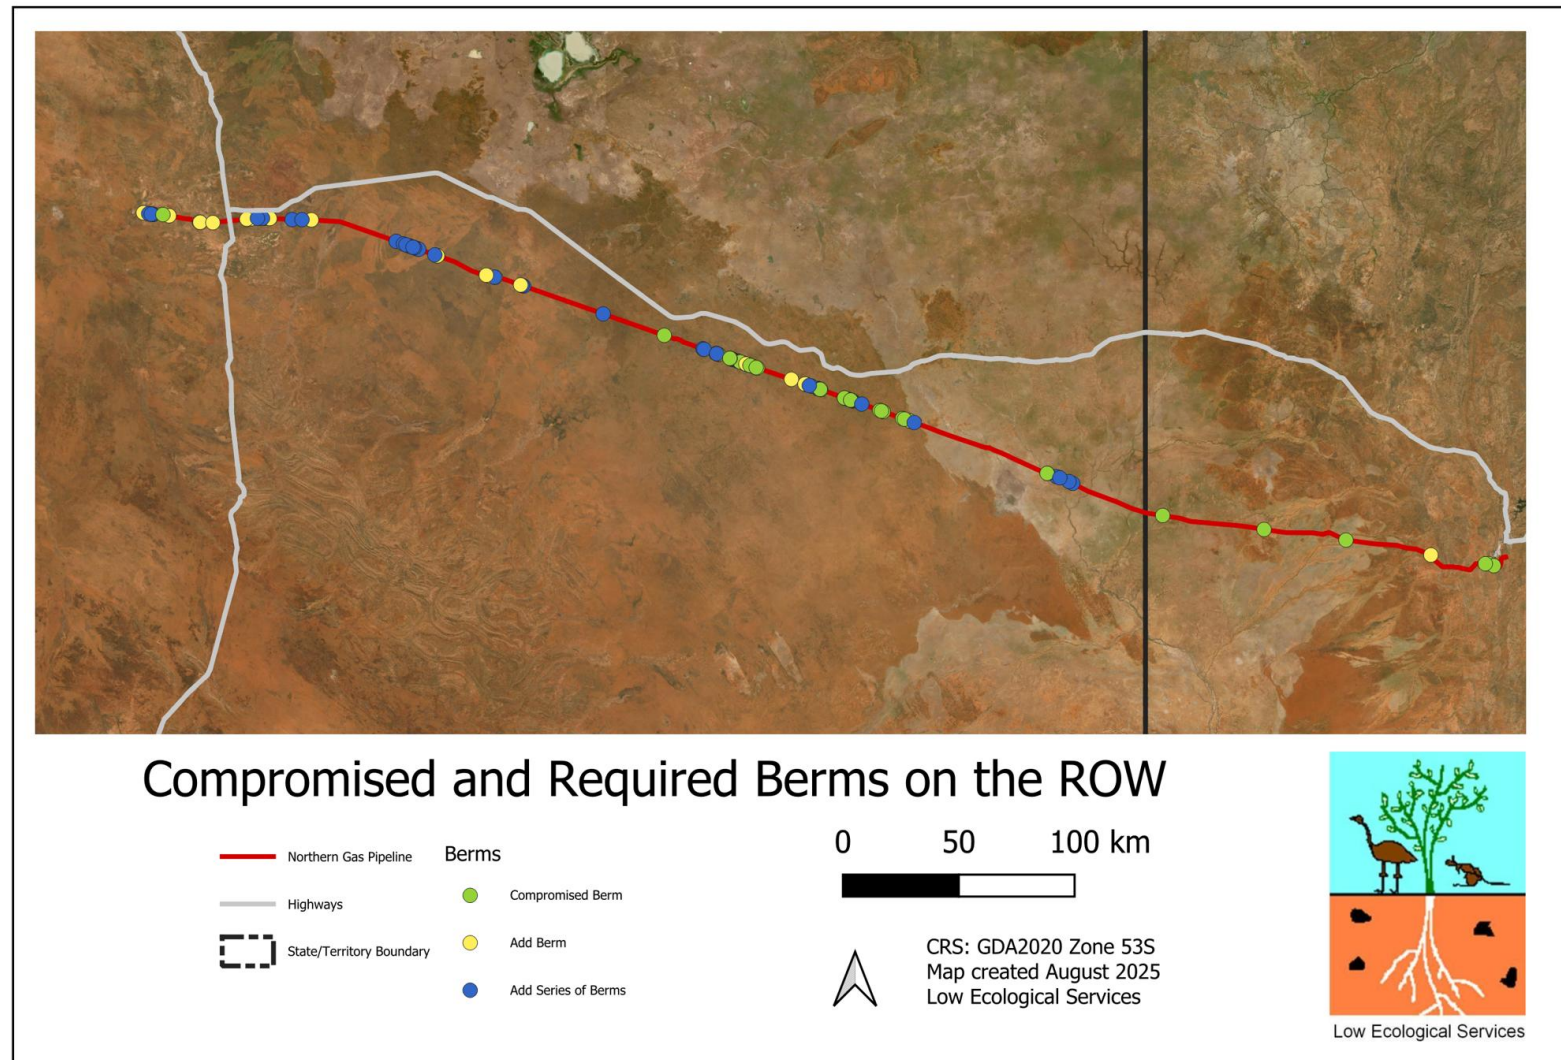 Compromised and Required Berms on the ROW
Northern Gas Pipeline
Highways
State/Territory Boundary
Berms
Compromised Berm
Add Berm
Add Series of Berms
0 50 100 km
CRS: GDA2020 Zone 53S
Map created August 2025
Low Ecological Services
Low Ecological Services